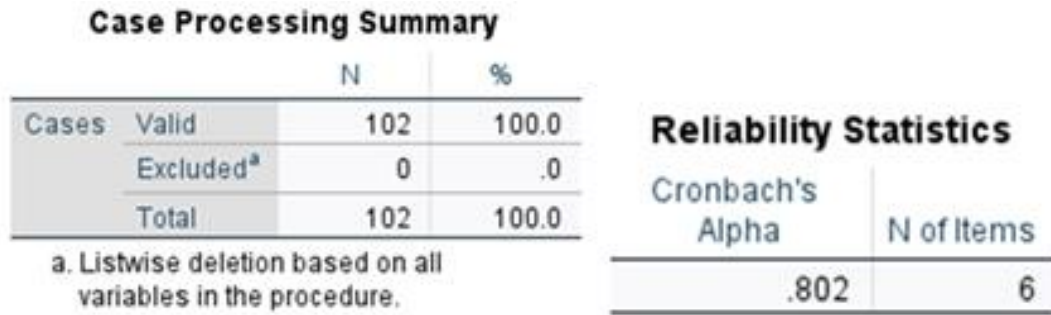 Case Processing Summary
N %
Cases Valid 102 100.0
Excludedᵃ 0 .0
Total 102 100.0
a. Listwise deletion based on all
variables in the procedure.
Reliability Statistics
Cronbach's
Alpha N of Items
.802 6